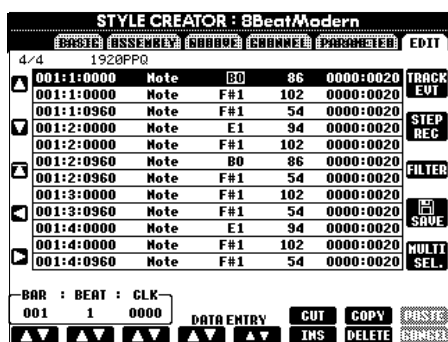 STYLE CREATOR : 8BeatModern
BASIC ASSEMBLY GROOVE CHANNEL PARAMETER EDIT
4/4 1920PPQ
001:1:0000 Note B0 86 0000:0020
001:1:0000 Note F#1 102 0000:0020
001:1:0960 Note F#1 54 0000:0020
001:2:0000 Note E1 94 0000:0020
001:2:0000 Note F#1 102 0000:0020
001:2:0960 Note B0 86 0000:0020
001:2:0960 Note F#1 54 0000:0020
001:3:0000 Note F#1 102 0000:0020
001:3:0960 Note F#1 54 0000:0020
001:4:0000 Note E1 94 0000:0020
001:4:0000 Note F#1 102 0000:0020
001:4:0960 Note F#1 54 0000:0020
TRACK
EVT
STEP
REC
FILTER
SAVE
MULTI
SEL.
BAR : BEAT : CLK
001 1 0000
DATA ENTRY
CUT COPY PASTE
INS DELETE CANCEL